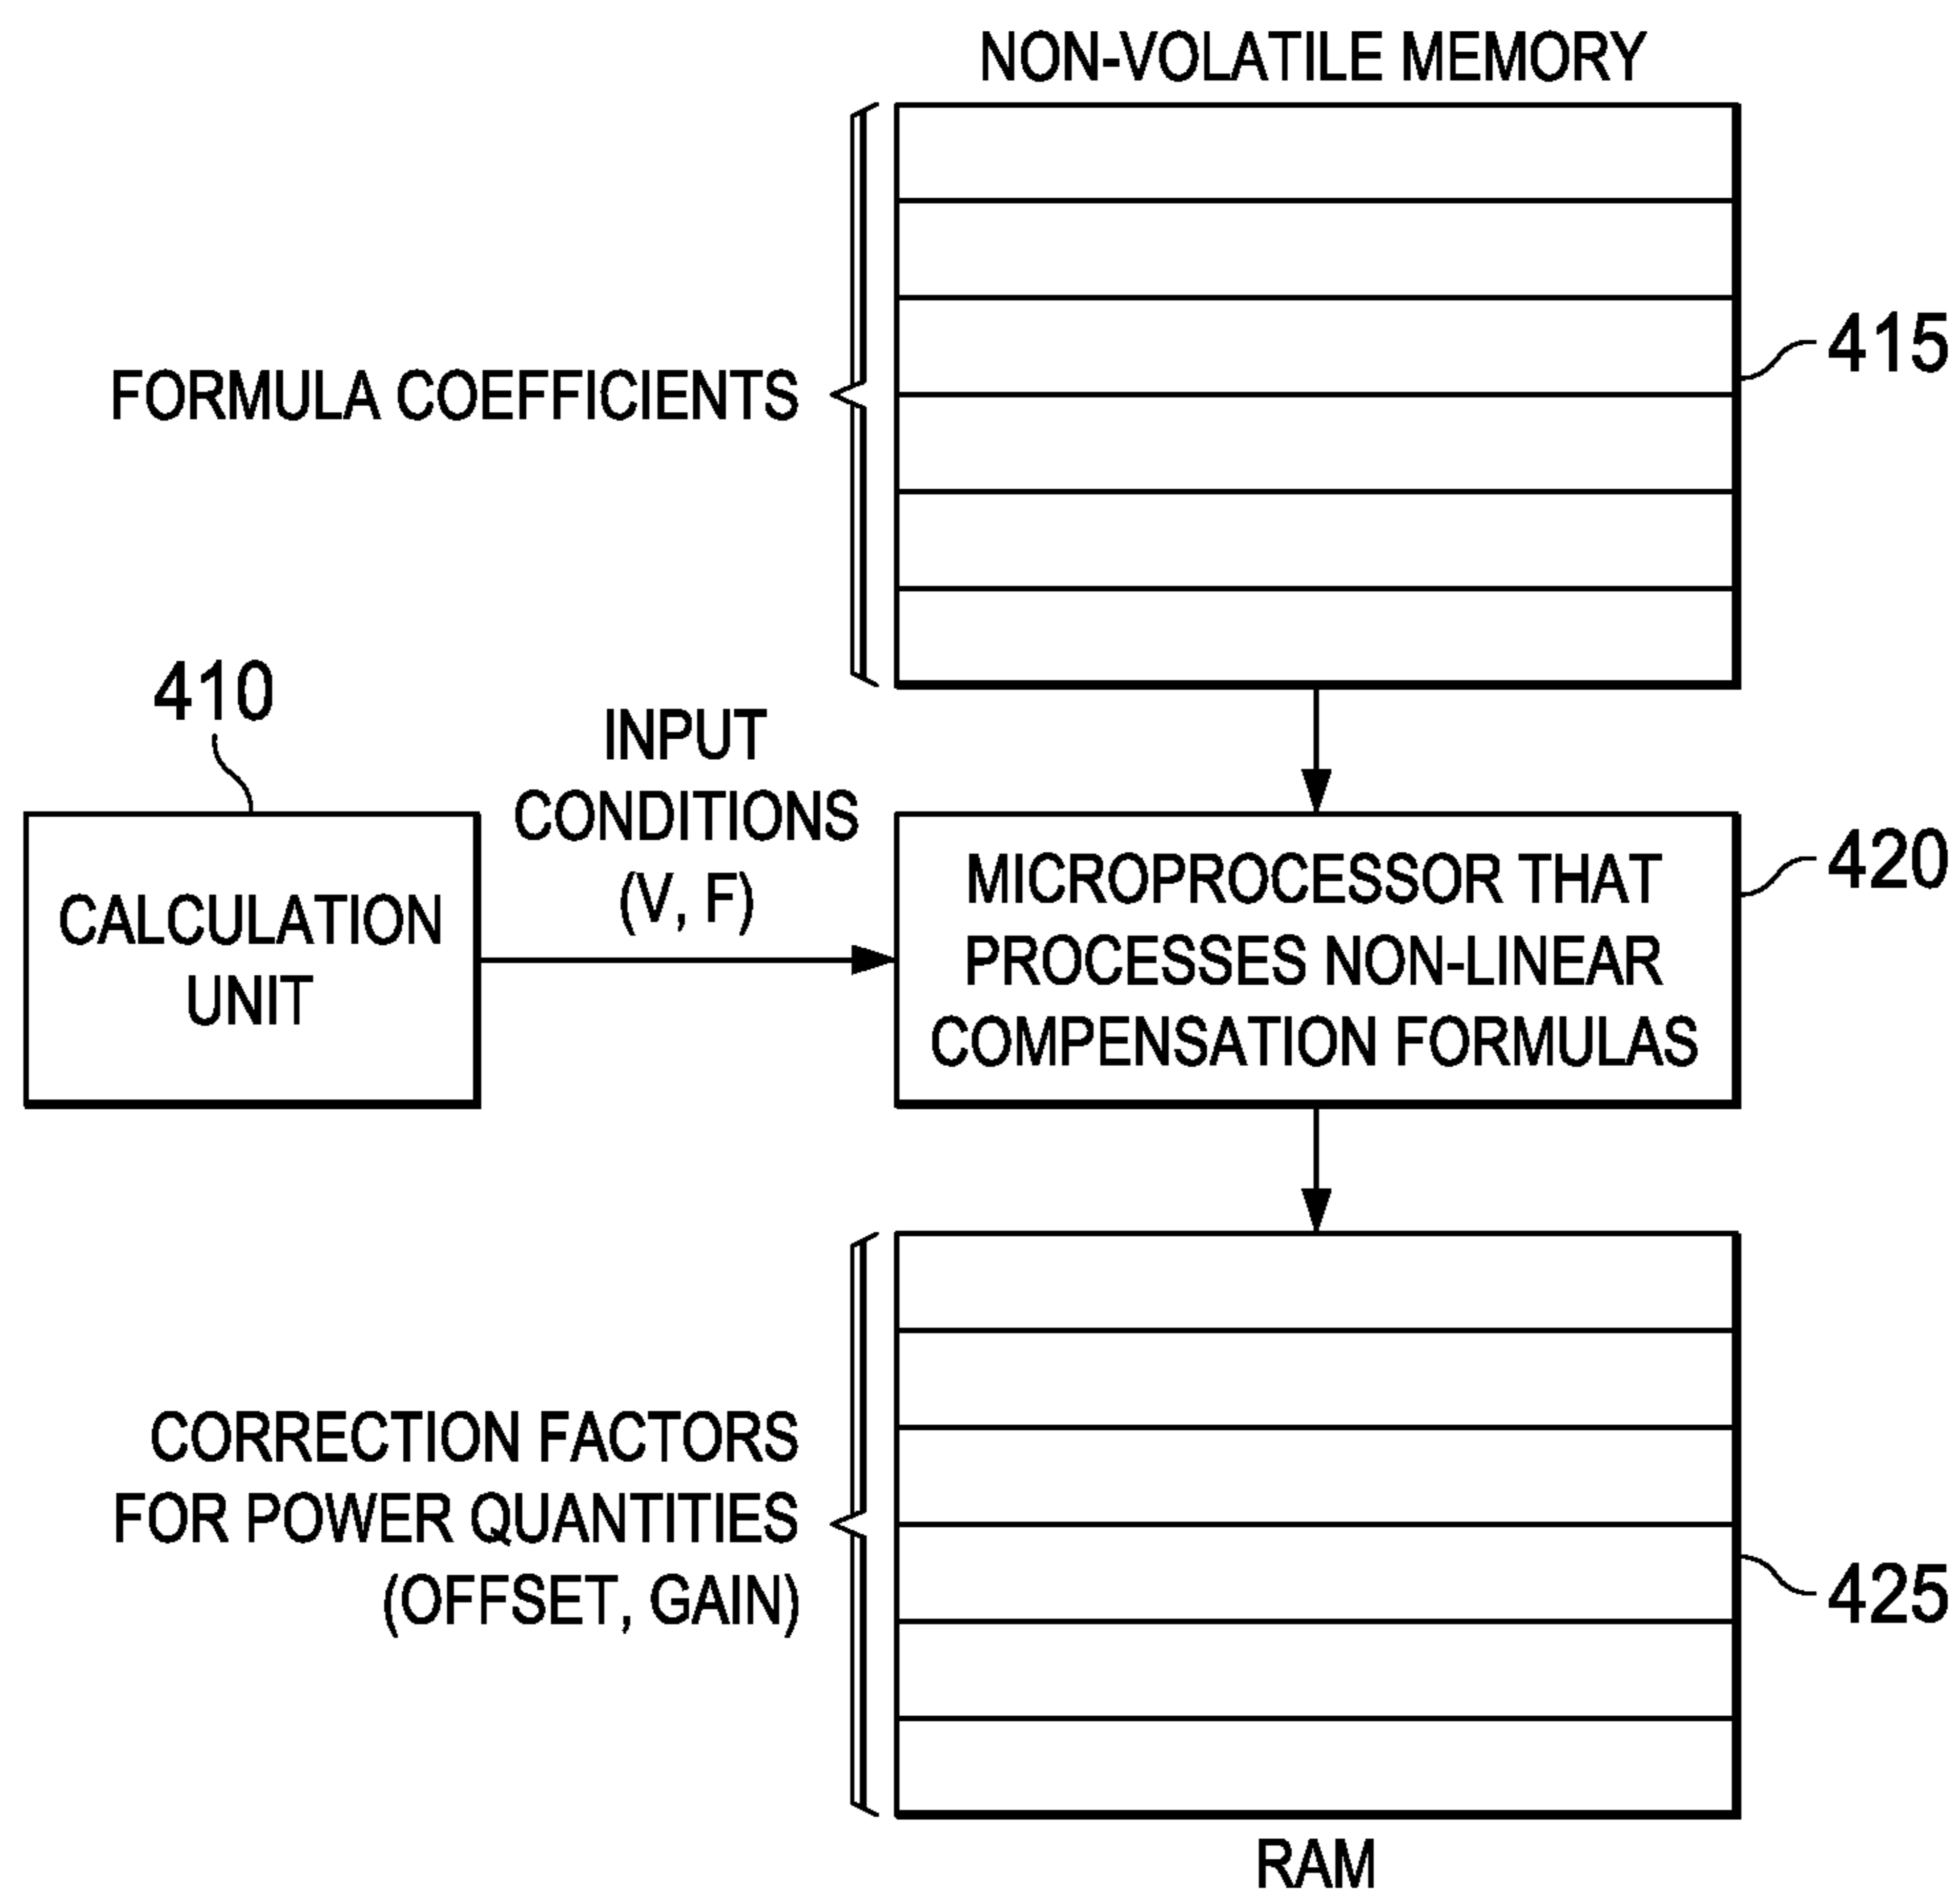 NON-VOLATILE MEMORY
FORMULA COEFFICIENTS
415
410
INPUT
CONDITIONS
(V, F)
CALCULATION
UNIT
MICROPROCESSOR THAT
PROCESSES NON-LINEAR
COMPENSATION FORMULAS
420
CORRECTION FACTORS
FOR POWER QUANTITIES
(OFFSET, GAIN)
425
RAM